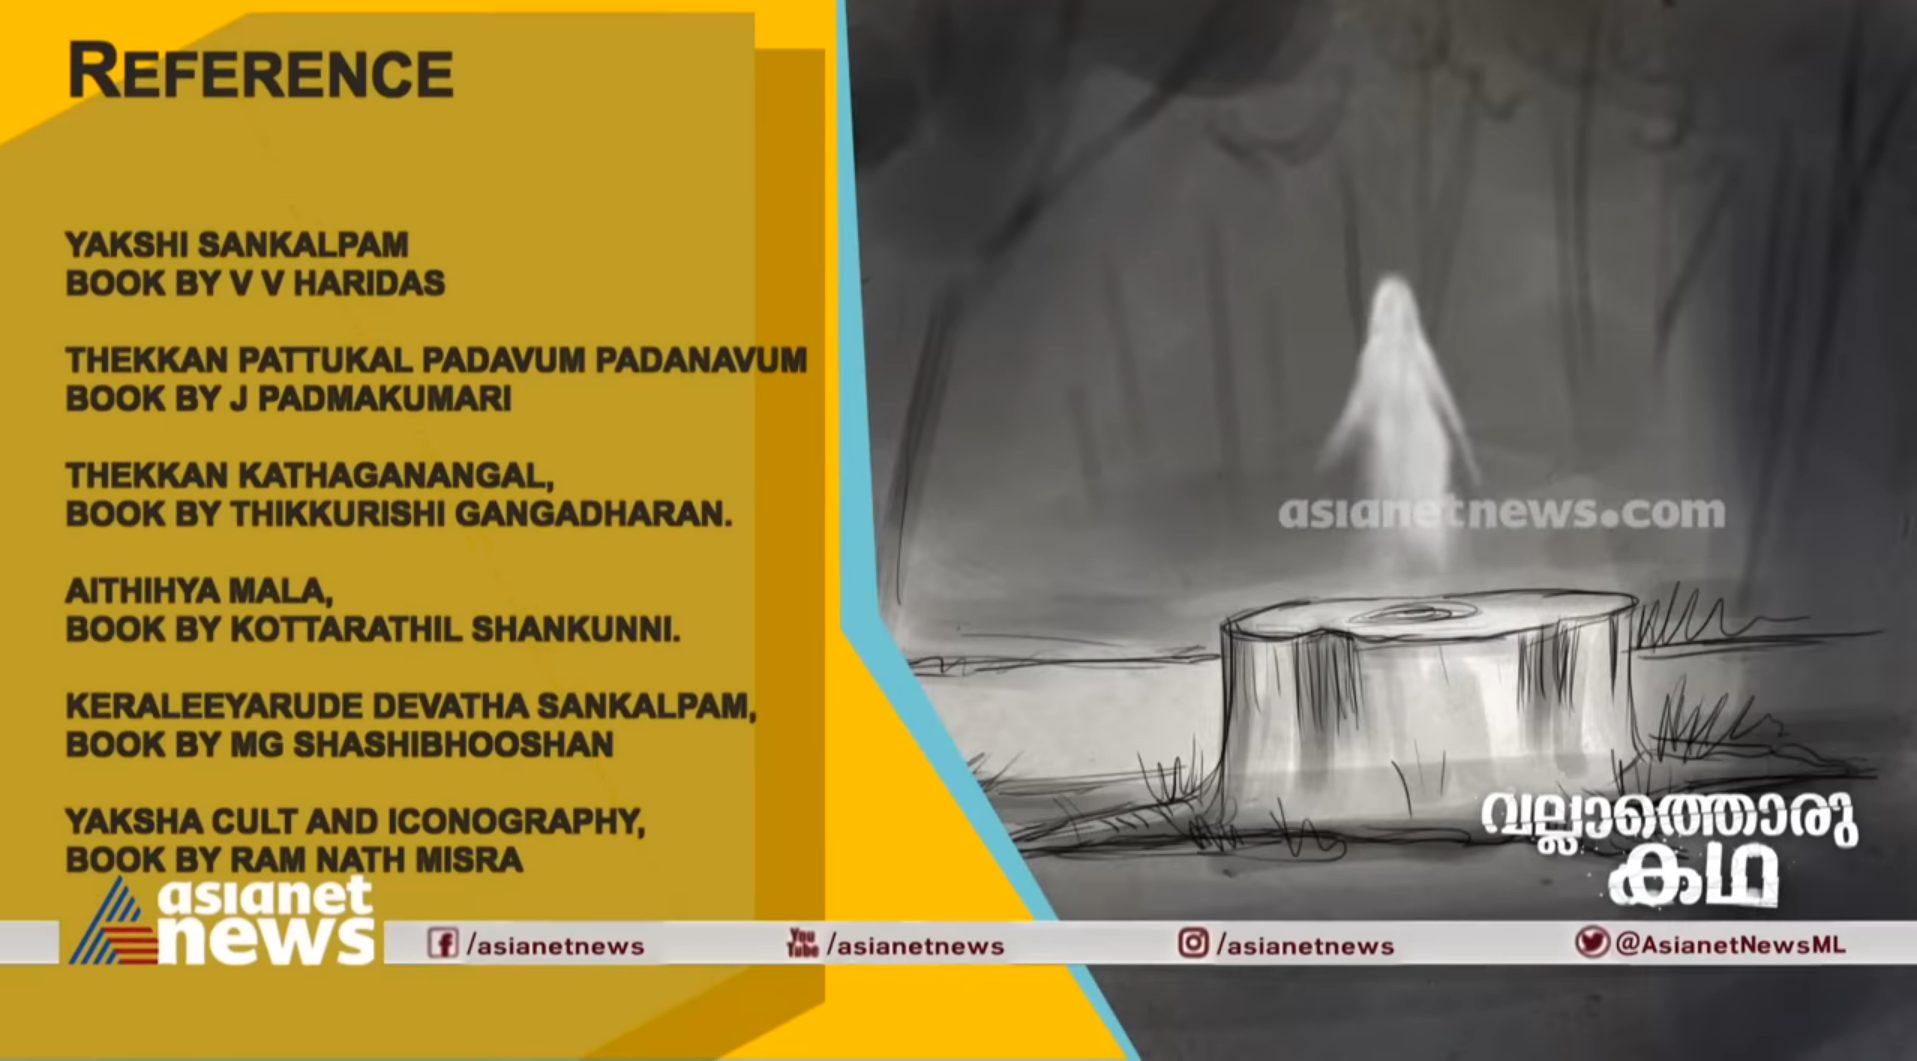 REFERENCE
YAKSHI SANKALPAM
BOOK BY V V HARIDAS
THEKKAN PATTUKAL PADAVUM PADANAVUM
BOOK BY J PADMAKUMARI
THEKKAN KATHAGANANGAL,
BOOK BY THIKKURISHI GANGADHARAN.
AITHIHYA MALA,
BOOK BY KOTTARATHIL SHANKUNNI.
KERALEEYARUDE DEVATHA SANKALPAM,
BOOK BY MG SHASHIBHOOSHAN
YAKSHA CULT AND ICONOGRAPHY,
BOOK BY RAM NATH MISRA
asianetnews.com
വല്ലാത്തൊരു
കഥ
asianet
news
/asianetnews
You
Tube
/asianetnews
/asianetnews
@AsianetNewsML